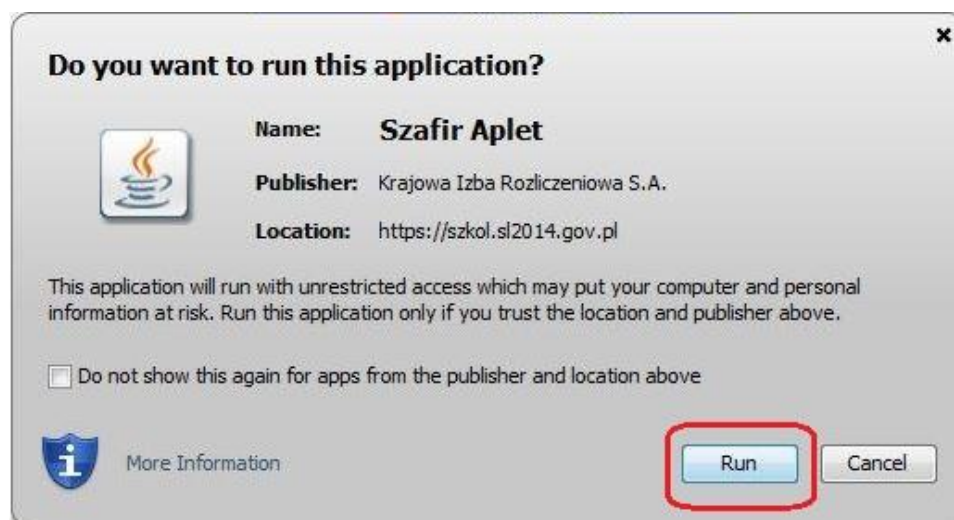 Do you want to run this application?
Name: Szafir Aplet
Publisher: Krajowa Izba Rozliczeniowa S.A.
Location: https://szkol.sl2014.gov.pl
This application will run with unrestricted access which may put your computer and personal
information at risk. Run this application only if you trust the location and publisher above.
Do not show this again for apps from the publisher and location above
More Information
Run
Cancel